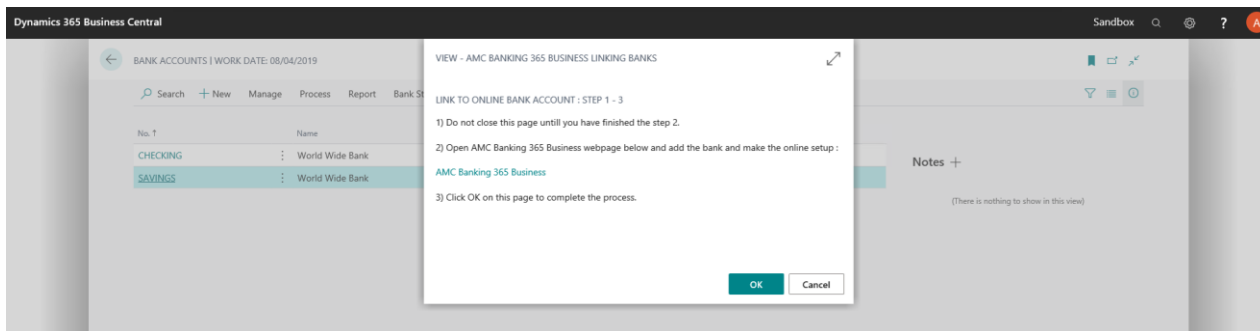 Dynamics 365 Business Central
Sandbox
?
A
BANK ACCOUNTS | WORK DATE: 08/04/2019
Search + New Manage Process Report Bank St
No. ↑ Name
CHECKING World Wide Bank
SAVINGS World Wide Bank
VIEW - AMC BANKING 365 BUSINESS LINKING BANKS
LINK TO ONLINE BANK ACCOUNT : STEP 1 - 3
1) Do not close this page untill you have finished the step 2.
2) Open AMC Banking 365 Business webpage below and add the bank and make the online setup :
AMC Banking 365 Business
3) Click OK on this page to complete the process.
OK Cancel
Notes +
(There is nothing to show in this view)